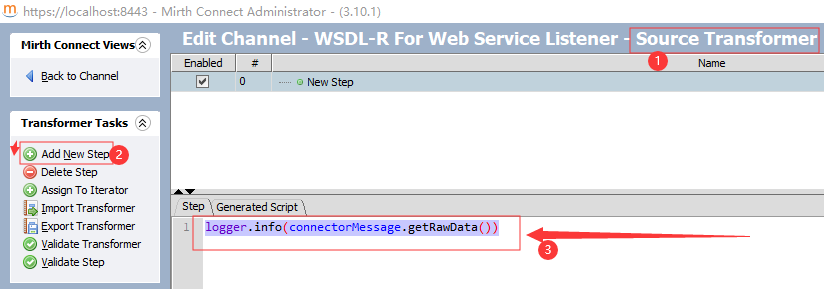 https://localhost:8443 - Mirth Connect Administrator - (3.10.1)
Mirth Connect Views
Back to Channel
Transformer Tasks
Add New Step
2
Delete Step
Assign To Iterator
Import Transformer
Export Transformer
Validate Transformer
Validate Step
Edit Channel - WSDL-R For Web Service Listener - Source Transformer
1
Enabled # Name
0 New Step
Step Generated Script
1 logger.info(connectorMessage.getRawData())
3